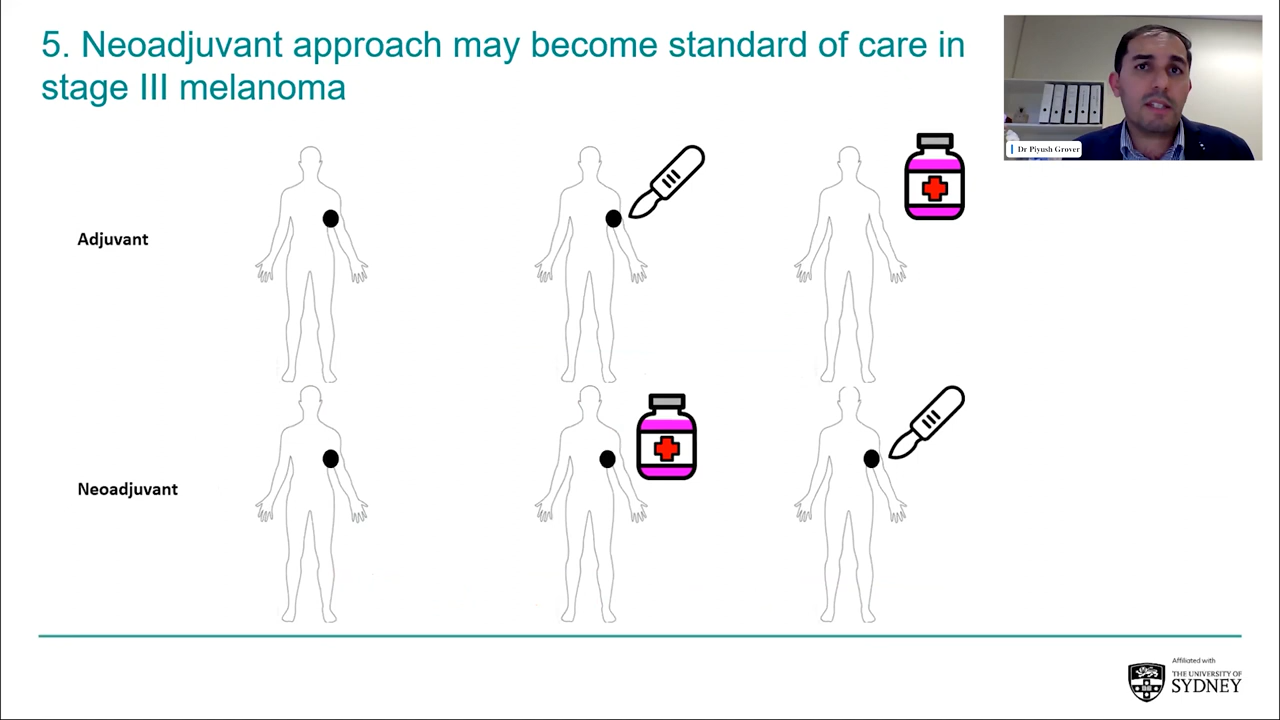 5. Neoadjuvant approach may become standard of care in
stage III melanoma
Dr Piyush Grover
Adjuvant
Neoadjuvant
Affiliated with
THE UNIVERSITY OF
SYDNEY